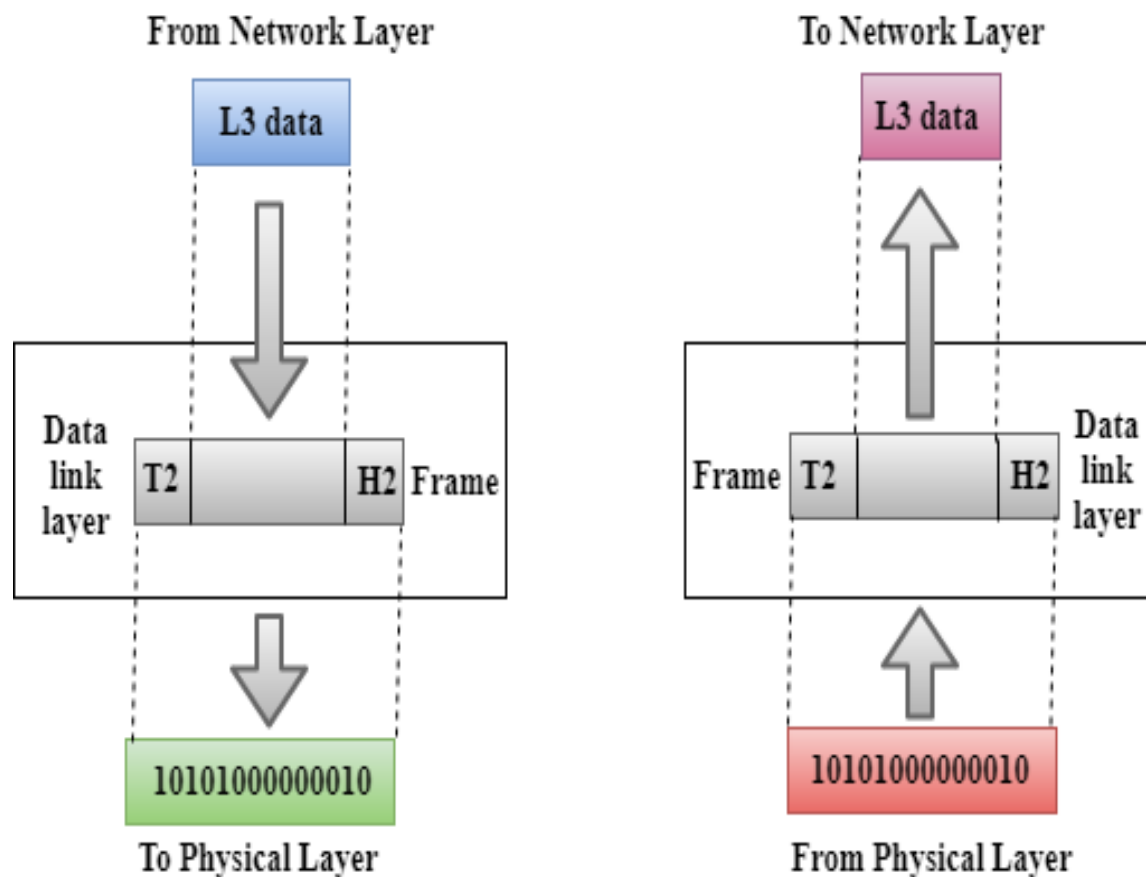 From Network Layer
L3 data
Data
link
layer
T2
H2
Frame
10101000000010
To Physical Layer
To Network Layer
L3 data
Frame
T2
H2
Data
link
layer
10101000000010
From Physical Layer